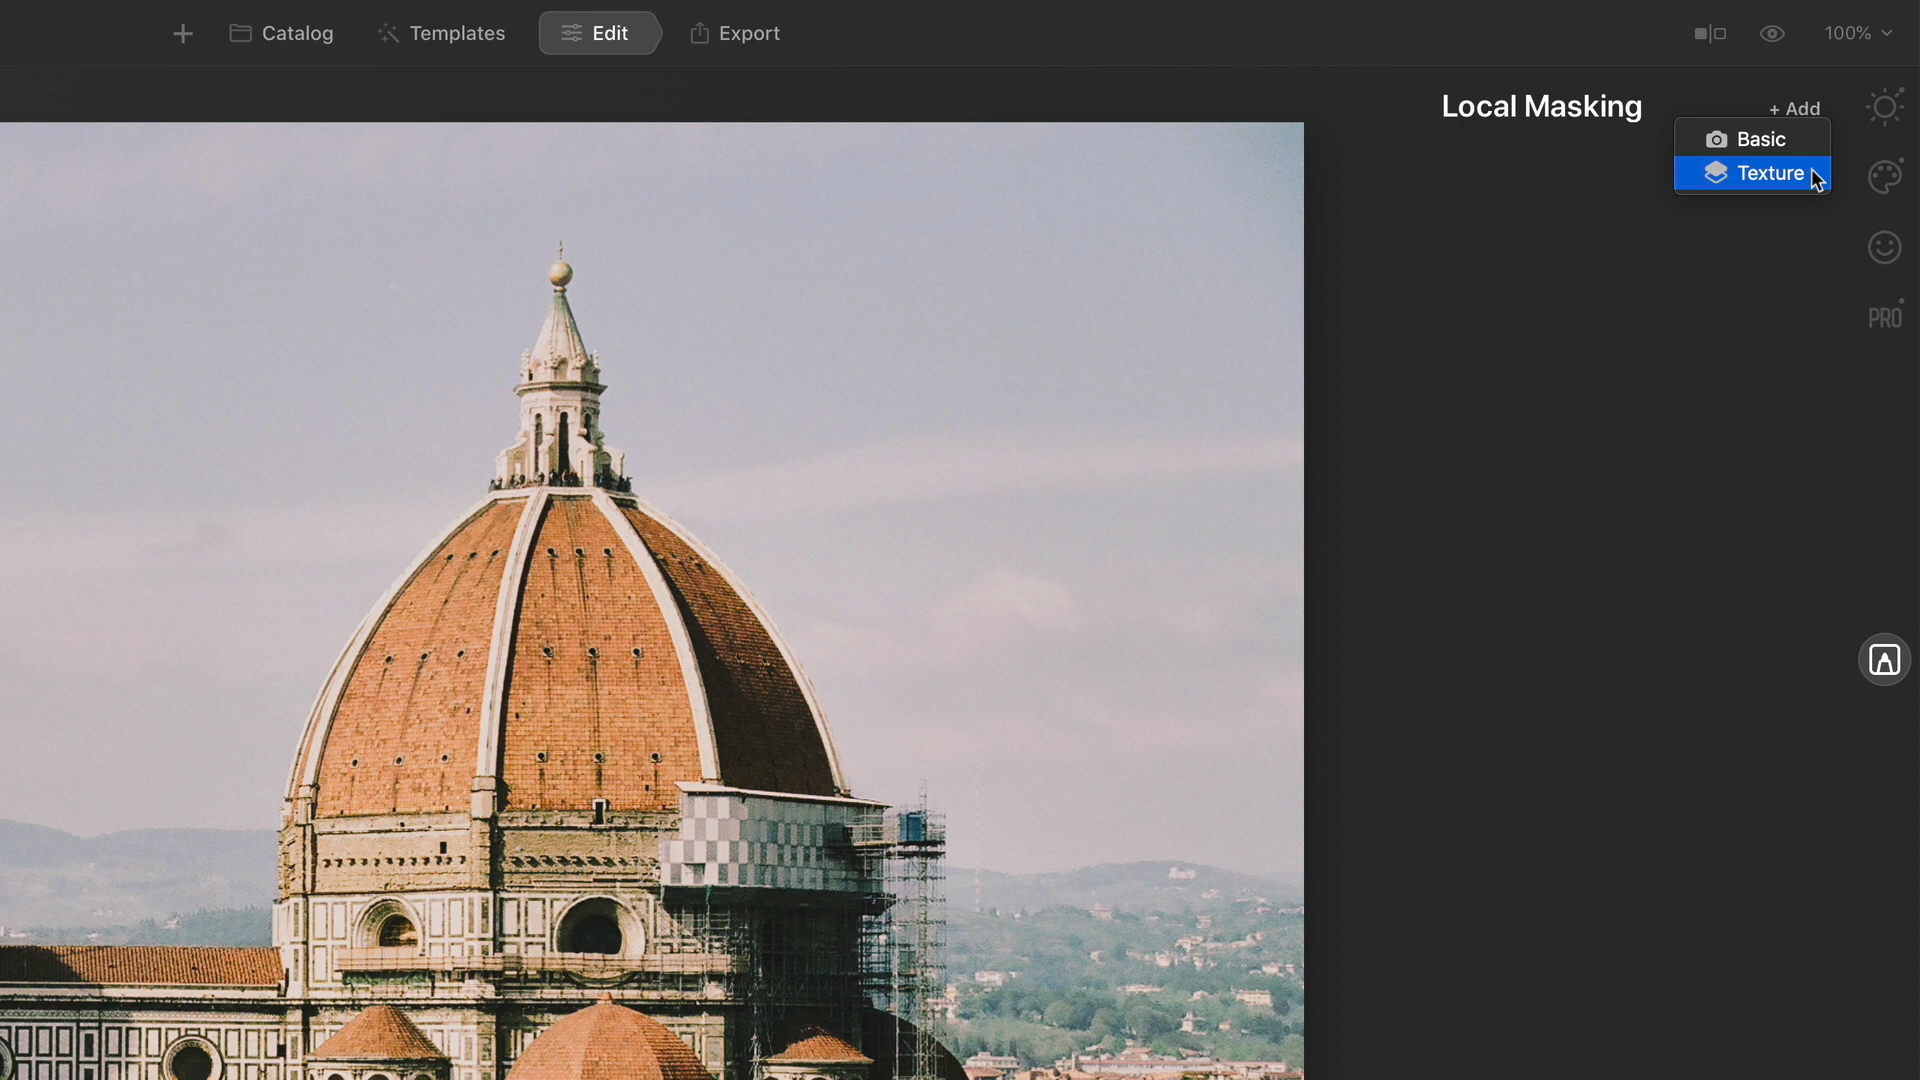 Catalog
Templates
Edit
Export
100%
Local Masking
+ Add
Basic
Texture
PRO